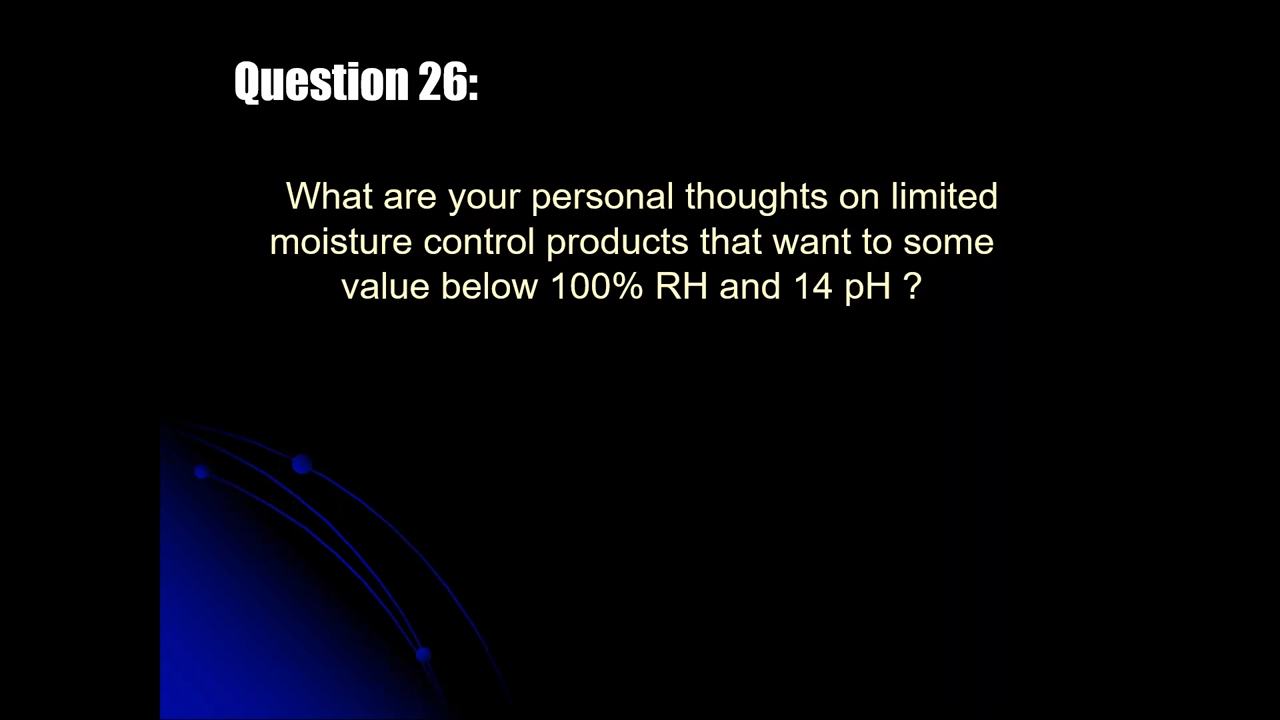 Question 26:
What are your personal thoughts on limited
moisture control products that want to some
value below 100% RH and 14 pH ?